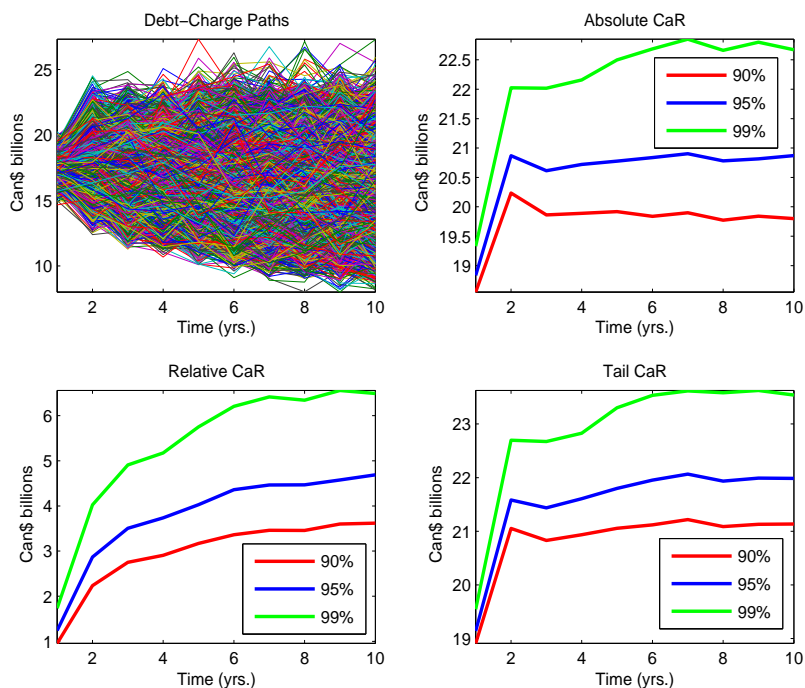 Debt−Charge Paths
Can$ billions
25
20
15
10
2 4 6 8 10
Time (yrs.)
Absolute CaR
Can$ billions
22.5
22
21.5
21
20.5
20
19.5
19
90%
95%
99%
2 4 6 8 10
Time (yrs.)
Relative CaR
Can$ billions
6
5
4
3
2
1
90%
95%
99%
2 4 6 8 10
Time (yrs.)
Tail CaR
Can$ billions
23
22
21
20
19
90%
95%
99%
2 4 6 8 10
Time (yrs.)